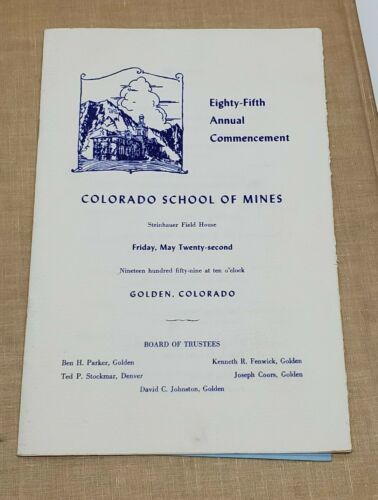 Eighty-Fifth
Annual
Commencement
COLORADO SCHOOL OF MINES
Steinhauer Field House
Friday, May Twenty-second
Nineteen hundred fifty-nine at ten o'clock
GOLDEN, COLORADO
BOARD OF TRUSTEES
Ben H. Parker, Golden
Kenneth R. Fenwick, Golden
Ted P. Stockmar, Denver
Joseph Coors, Golden
David C. Johnston, Golden